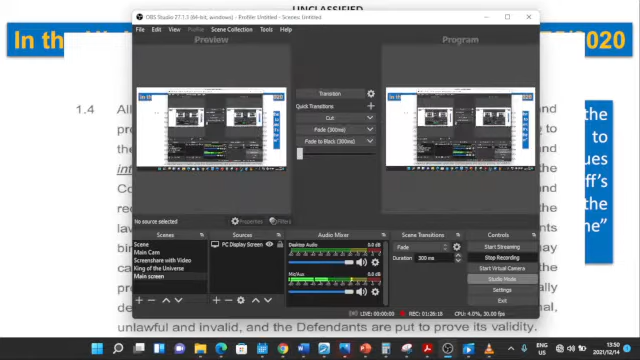 UNCLASSIFIED
In the
/2020
OBS Studio 27.1.3 (64-bit, windows) - Profile: Untitled - Scenes: Untitled
File Edit View Profile Scene Collection Tools Help
Preview
Program
Transition
Quick Transitions
Cut
Fade (300ms)
Fade to Black (300ms)
1.4 All
and
the
to
ues
ff's
the
e"
No source selected
Properties
Filters
Scenes
Sources
Audio Mixer
Scene Transitions
Controls
Scene
Main Cam
Screenshare with Video
King of the Universe
Main screen
PC Display Screen
Desktop Audio 0.0 dB
Mic/Aux 0.0 dB
Fade
Duration 300 ms
Start Streaming
Stop Recording
Start Virtual Camera
Studio Mode
Settings
Exit
LIVE: 00:00:00
REC: 01:26:18
CPU: 4.0%, 30.00 fps
unlawful and invalid, and the Defendants are put to prove its validity.
ENG
13:50
2021/12/14